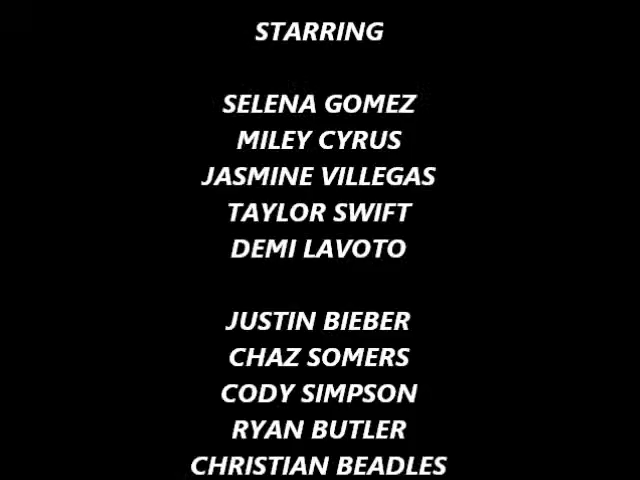 STARRING
SELENA GOMEZ
MILEY CYRUS
JASMINE VILLEGAS
TAYLOR SWIFT
DEMI LAVOTO
JUSTIN BIEBER
CHAZ SOMERS
CODY SIMPSON
RYAN BUTLER
CHRISTIAN BEADLES